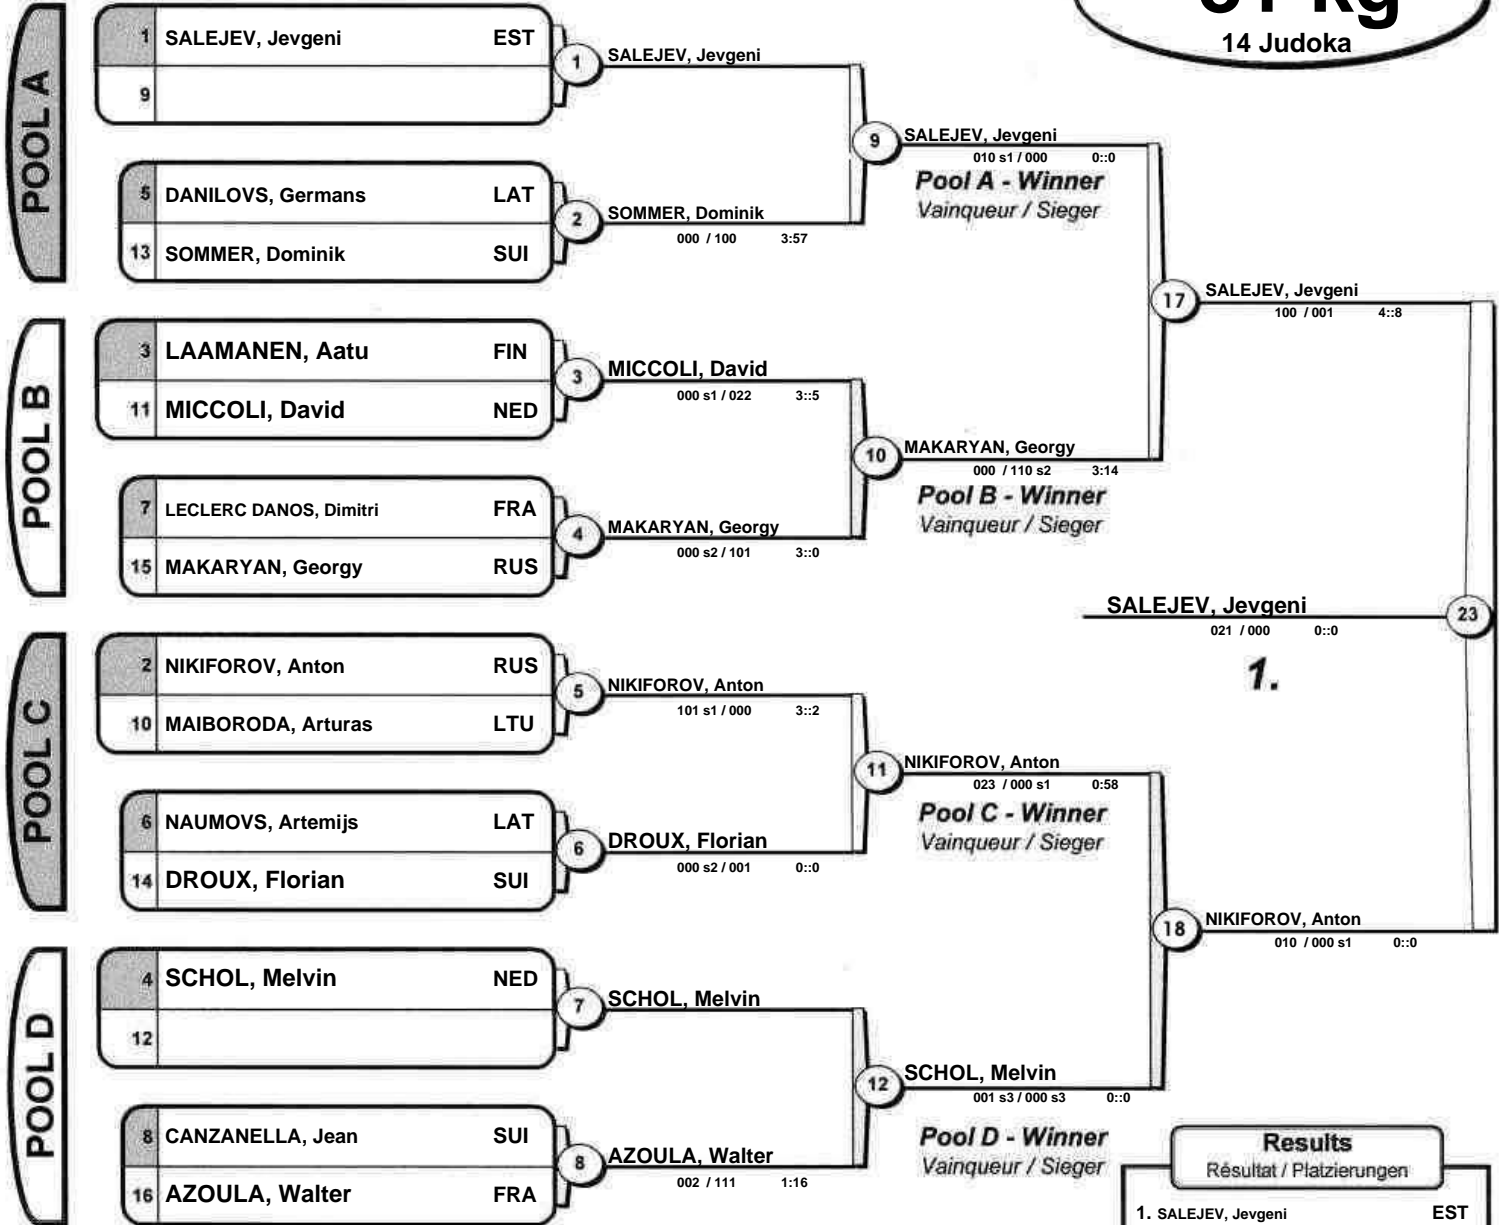 14 Judoka
POOL A
1 SALEJEV, Jevgeni EST
9
1 SALEJEV, Jevgeni
5 DANILOVS, Germans LAT
13 SOMMER, Dominik SUI
2 SOMMER, Dominik
000 / 100 3:57
9 SALEJEV, Jevgeni
010 s1 / 000 0::0
Pool A - Winner
Vainqueur / Sieger
POOL B
3 LAAMANEN, Aatu FIN
11 MICCOLI, David NED
3 MICCOLI, David
000 s1 / 022 3::5
7 LECLERC DANOS, Dimitri FRA
15 MAKARYAN, Georgy RUS
4 MAKARYAN, Georgy
000 s2 / 101 3::0
10 MAKARYAN, Georgy
000 / 110 s2 3:14
Pool B - Winner
Vainqueur / Sieger
17 SALEJEV, Jevgeni
100 / 001 4::8
SALEJEV, Jevgeni 23
021 / 000 0::0
1.
POOL C
2 NIKIFOROV, Anton RUS
10 MAIBORODA, Arturas LTU
5 NIKIFOROV, Anton
101 s1 / 000 3::2
6 NAUMOVS, Artemijs LAT
14 DROUX, Florian SUI
6 DROUX, Florian
000 s2 / 001 0::0
11 NIKIFOROV, Anton
023 / 000 s1 0:58
Pool C - Winner
Vainqueur / Sieger
18 NIKIFOROV, Anton
010 / 000 s1 0::0
POOL D
4 SCHOL, Melvin NED
12
7 SCHOL, Melvin
8 CANZANELLA, Jean SUI
16 AZOULA, Walter FRA
8 AZOULA, Walter
002 / 111 1:16
12 SCHOL, Melvin
001 s3 / 000 s3 0::0
Pool D - Winner
Vainqueur / Sieger
Results
Résultat / Platzierungen
1. SALEJEV, Jevgeni EST